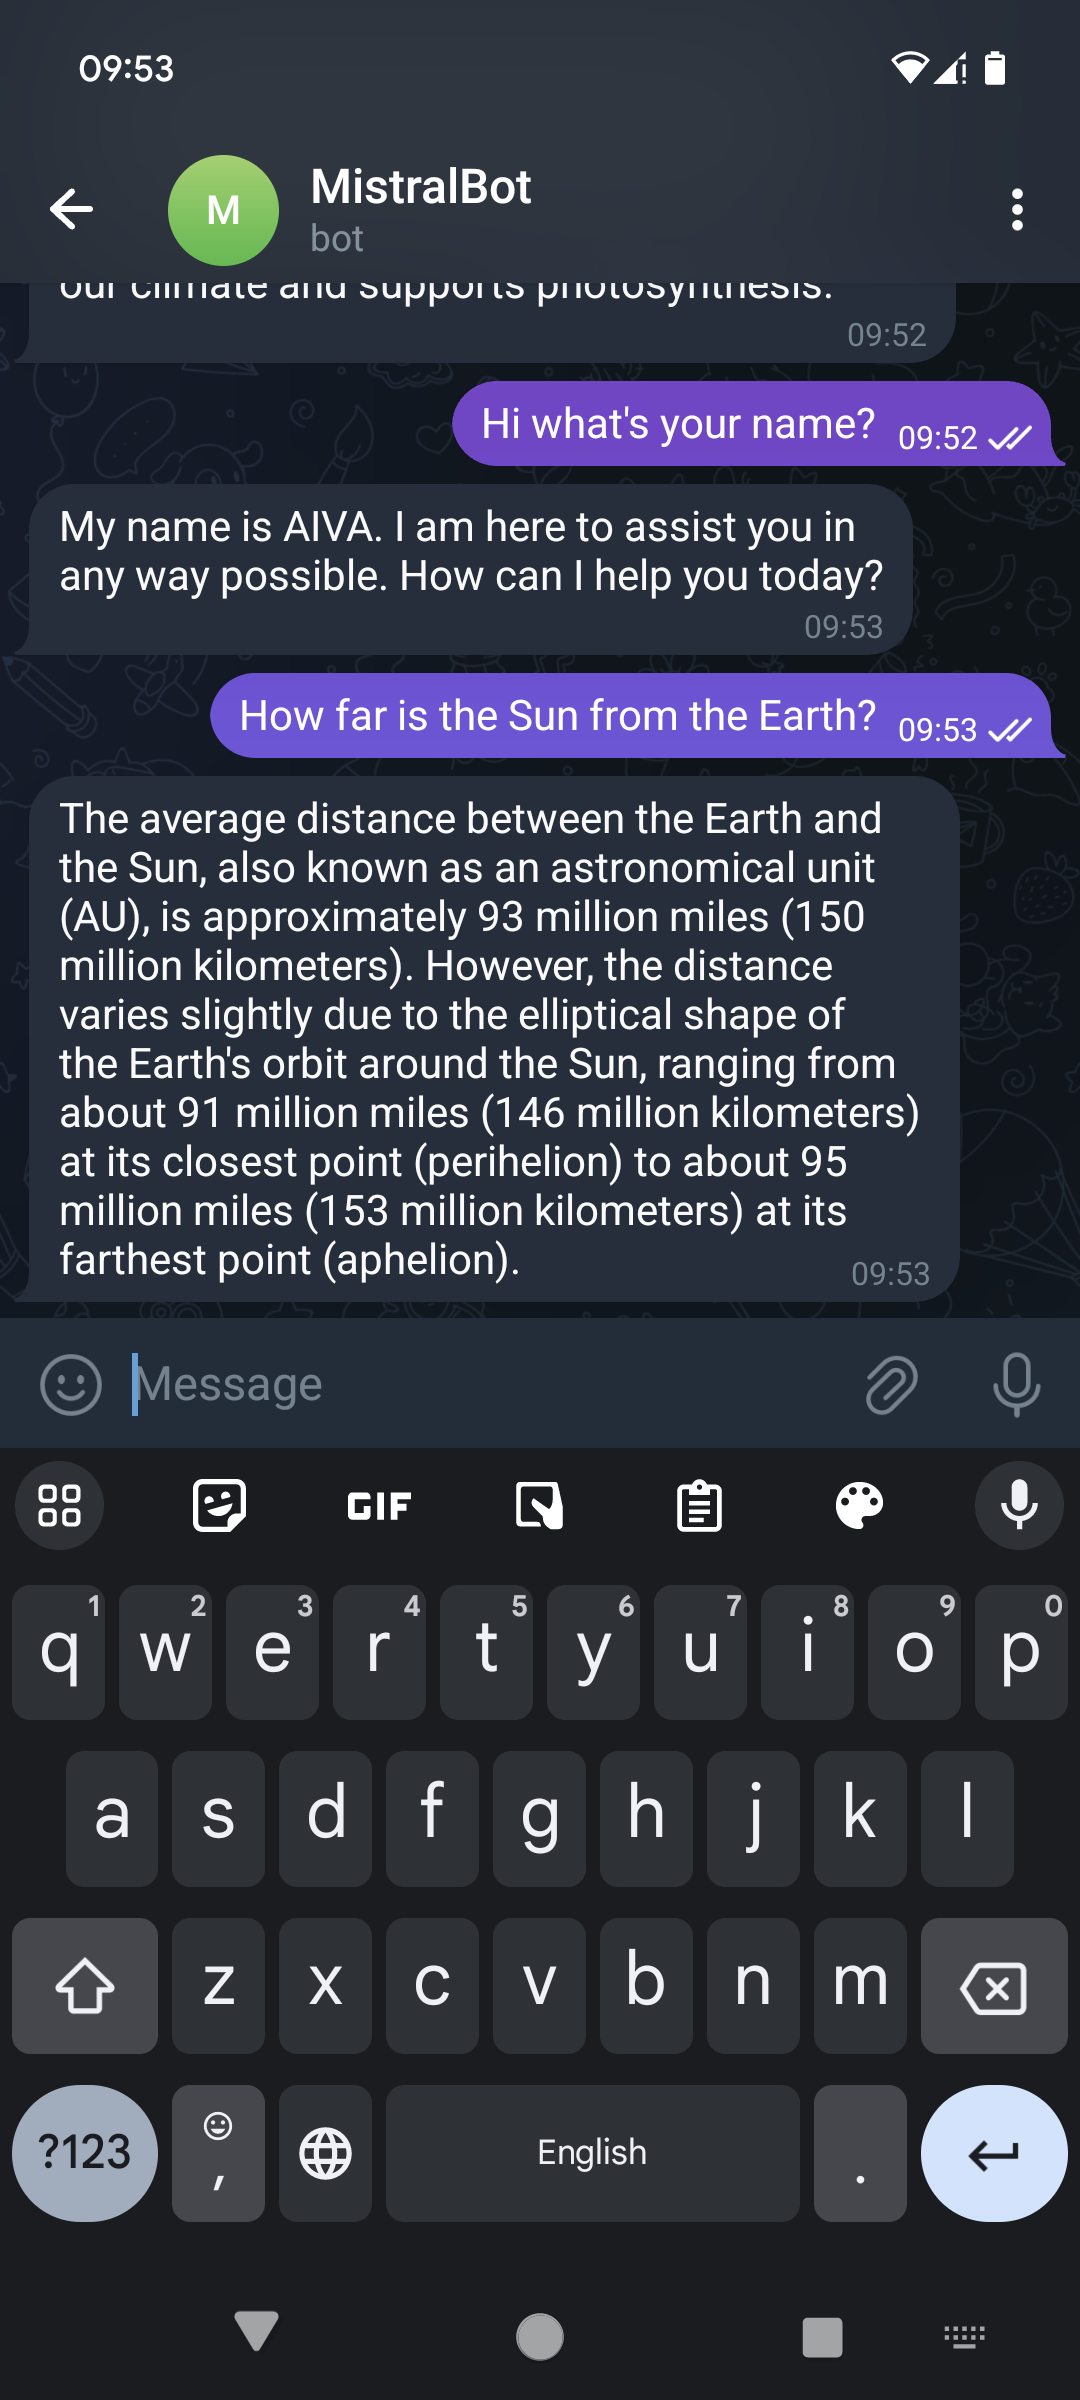 09:53
M
MistralBot
bot
our climate and supports photosynthesis.
09:52
Hi what's your name?
09:52
My name is AIVA. I am here to assist you in
any way possible. How can I help you today?
09:53
How far is the Sun from the Earth?
09:53
The average distance between the Earth and
the Sun, also known as an astronomical unit
(AU), is approximately 93 million miles (150
million kilometers). However, the distance
varies slightly due to the elliptical shape of
the Earth's orbit around the Sun, ranging from
about 91 million miles (146 million kilometers)
at its closest point (perihelion) to about 95
million miles (153 million kilometers) at its
farthest point (aphelion).
09:53
Message
GIF
1 2 3 4 5 6 7 8 9 0
q w e r t y u i o p
a s d f g h j k l
z x c v b n m
?123 , English .